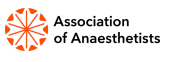 Association
of Anaesthetists